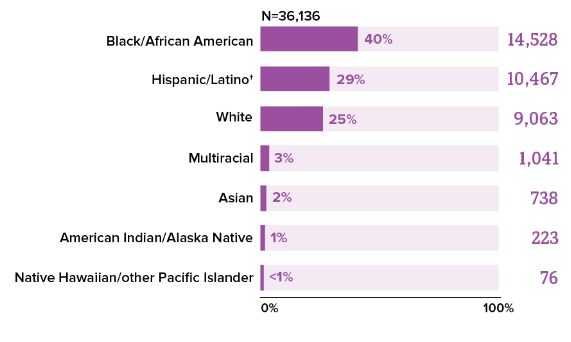 N=36,136
Black/African American 40% 14,528
Hispanic/Latino† 29% 10,467
White 25% 9,063
Multiracial 3% 1,041
Asian 2% 738
American Indian/Alaska Native 1% 223
Native Hawaiian/other Pacific Islander <1% 76
0% 100%